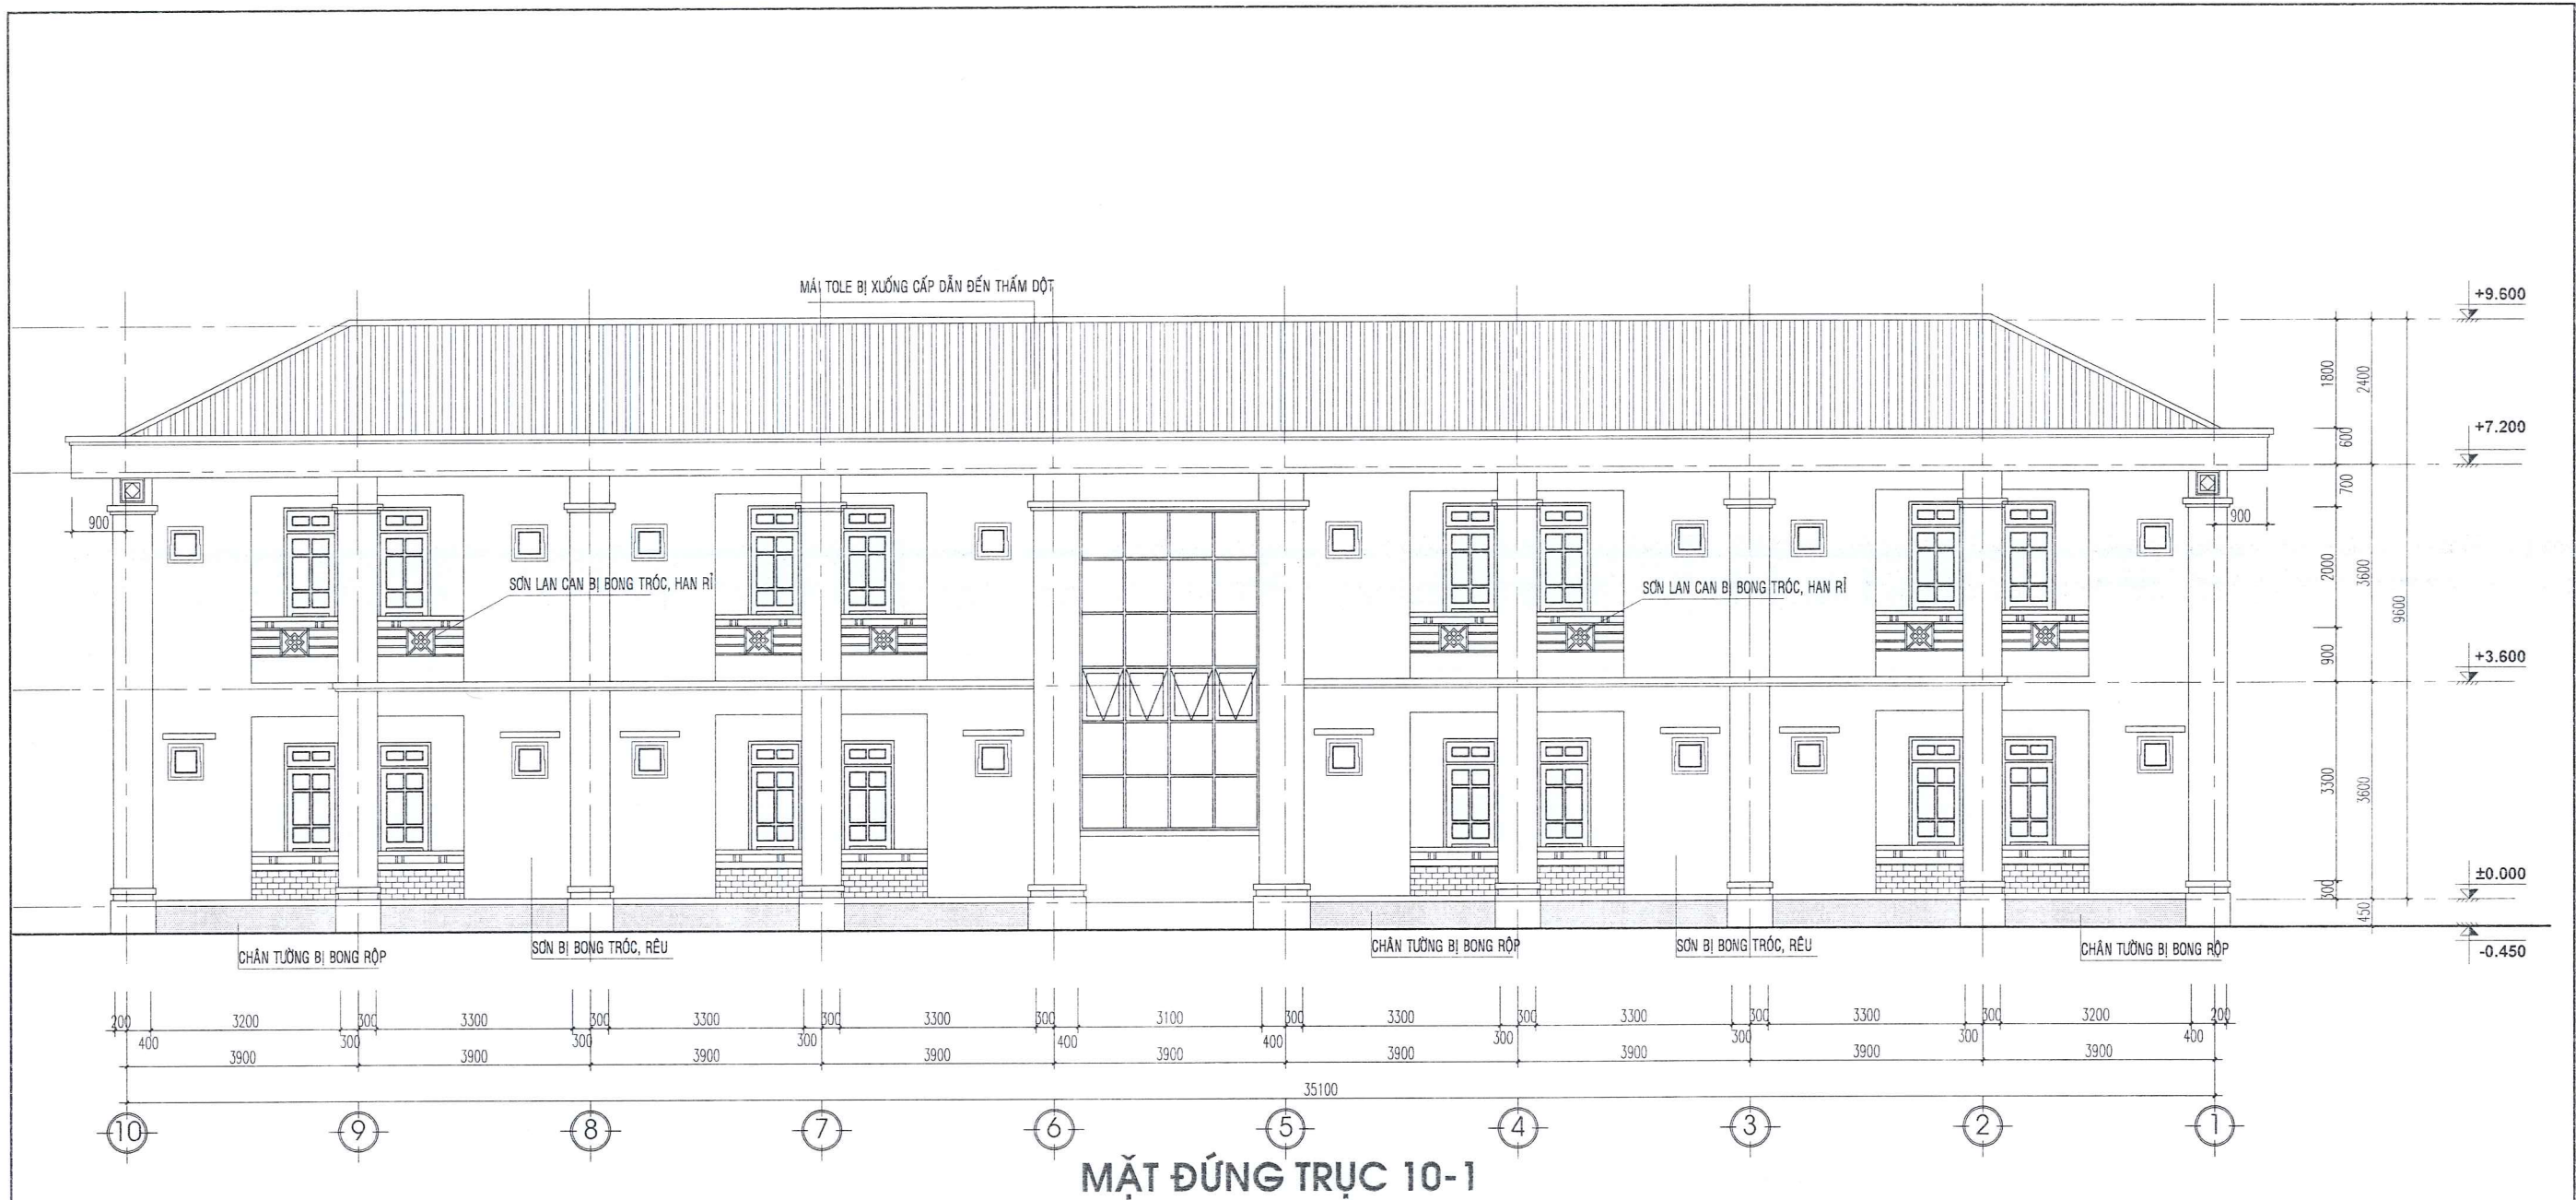 MÁI TOLE BỊ XUỐNG CẤP DẪN ĐẾN THẤM DỘT
+9.600
1800
2400
+7.200
600
700
900
900
2000
3600
9600
SƠN LAN CAN BỊ BONG TRÓC, HAN RỈ
SƠN LAN CAN BỊ BONG TRÓC, HAN RỈ
900
+3.600
3300
3600
±0.000
300
450
-0.450
CHÂN TƯỜNG BỊ BONG RỘP
SƠN BỊ BONG TRÓC, RÊU
CHÂN TƯỜNG BỊ BONG RỘP
SƠN BỊ BONG TRÓC, RÊU
CHÂN TƯỜNG BỊ BONG RỘP
200 3200 300 3300 300 3300 300 3300 300 3100 300 3300 300 3300 300 3300 300 3200 200
400 300 300 300 400 400 300 300 300 400
3900 3900 3900 3900 3900 3900 3900 3900 3900
35100
10 9 8 7 6 5 4 3 2 1
MẶT ĐỨNG TRỤC 10-1